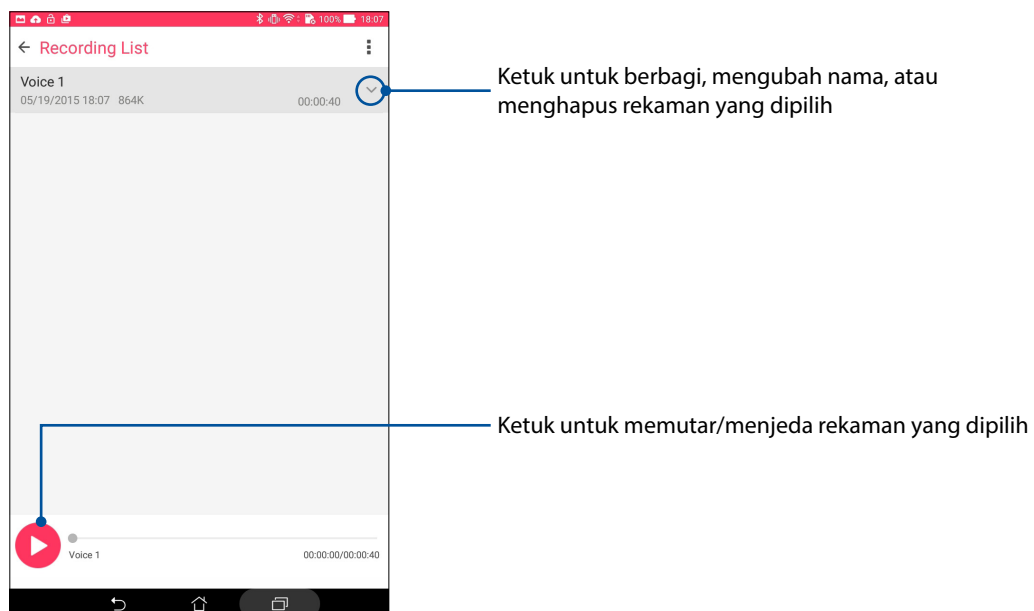 100% 18:07
Recording List
Voice 1
05/19/2015 18:07 864K 00:00:40
Ketuk untuk berbagi, mengubah nama, atau
menghapus rekaman yang dipilih
Ketuk untuk memutar/menjeda rekaman yang dipilih
Voice 1 00:00:00/00:00:40